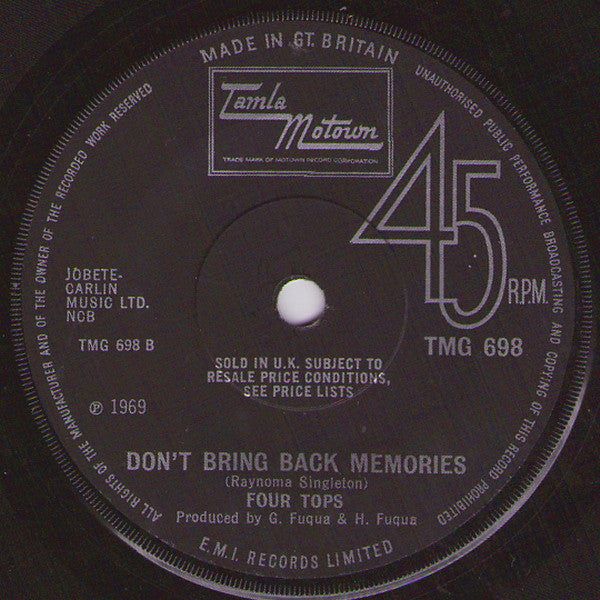 MADE IN GT. BRITAIN
UNAUTHORISED PUBLIC PERFORMANCE BROADCASTING AND COPYING OF THIS RECORD PROHIBITED
ALL RIGHTS OF THE MANUFACTURER AND OF THE OWNER OF THE RECORDED WORK RESERVED
Tamla
Motown
TRADE MARK OF MOTOWN RECORD CORPORATION
45
R.P.M.
TMG 698
JOBETE-
CARLIN
MUSIC LTD.
NCB
TMG 698 B
SOLD IN U.K. SUBJECT TO
RESALE PRICE CONDITIONS,
SEE PRICE LISTS
℗ 1969
DON'T BRING BACK MEMORIES
(Raynoma Singleton)
FOUR TOPS
Produced by G. Fuqua & H. Fuqua
E.M.I. RECORDS LIMITED